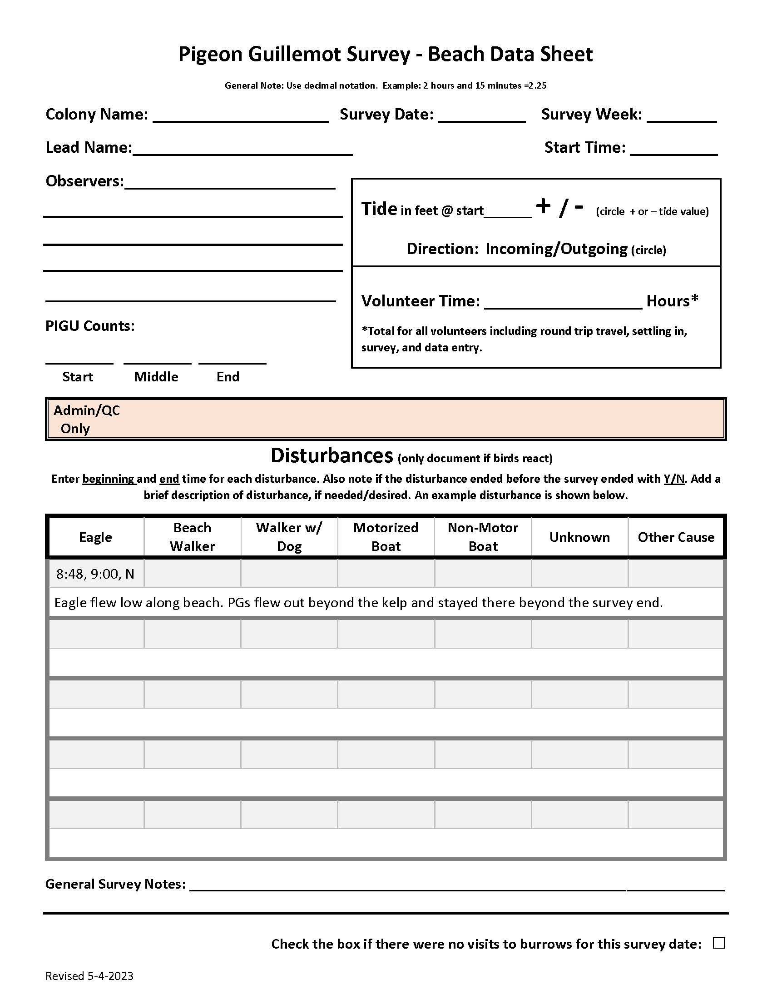 Pigeon Guillemot Survey - Beach Data Sheet
General Note: Use decimal notation.  Example: 2 hours and 15 minutes =2.25
Colony Name: ____________________ Survey Date: __________ Survey Week: ________
Lead Name:_________________________ Start Time: __________
Observers:________________________
Tide in feet @ start_______ + / - (circle + or – tide value)
Direction: Incoming/Outgoing (circle)
Volunteer Time: __________________ Hours*
*Total for all volunteers including round trip travel, settling in,
survey, and data entry.
PIGU Counts:
Start Middle End
Admin/QC
Only
Disturbances (only document if birds react)
Enter beginning and end time for each disturbance. Also note if the disturbance ended before the survey ended with Y/N. Add a
brief description of disturbance, if needed/desired. An example disturbance is shown below.
Eagle Beach Walker Walker w/ Dog Motorized Boat Non-Motor Boat Unknown Other Cause
8:48, 9:00, N
Eagle flew low along beach. PGs flew out beyond the kelp and stayed there beyond the survey end.
General Survey Notes: ____________________
Check the box if there were no visits to burrows for this survey date: ☐
Revised 5-4-2023